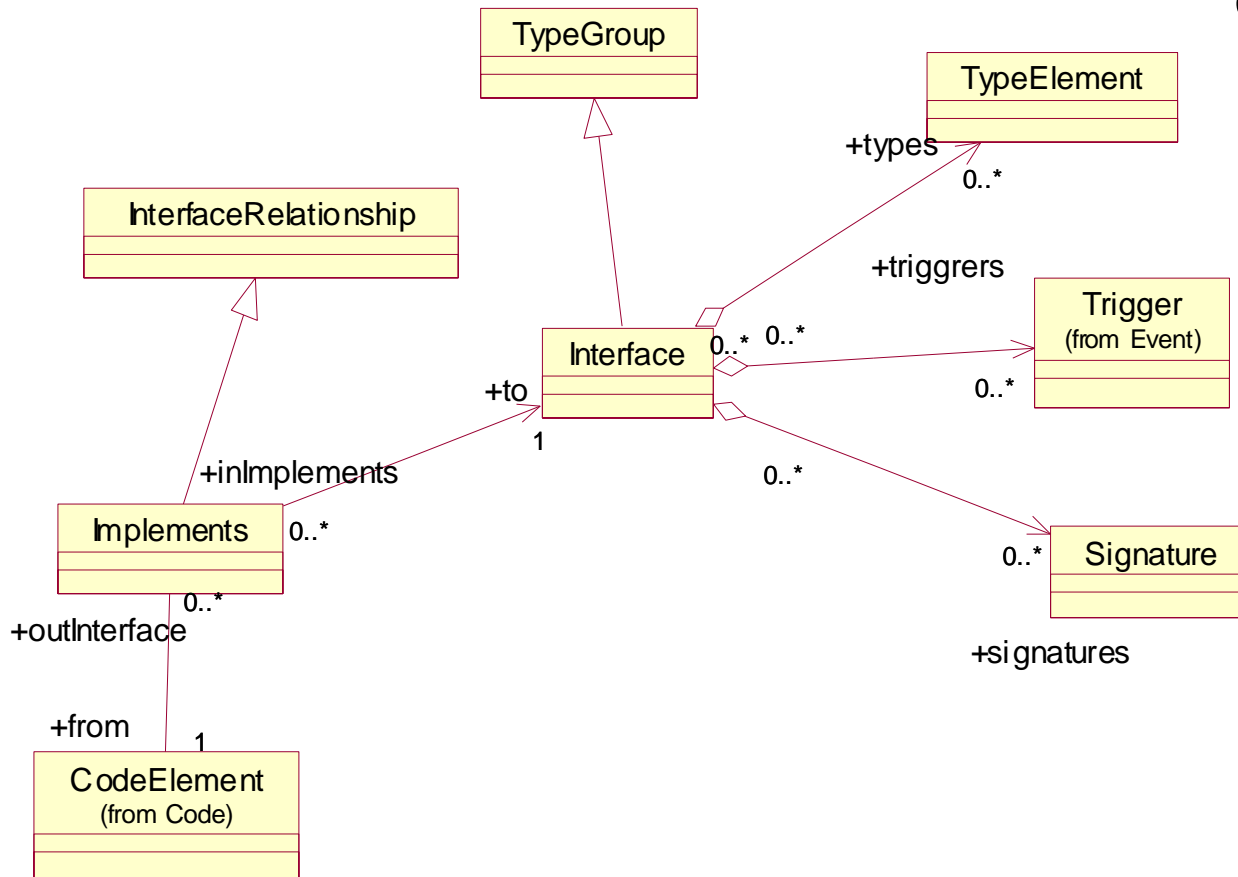 TypeGroup
TypeElement
+types
0..*
InterfaceRelationship
+triggrers
Trigger
(from Event)
Interface
0..*
0..*
0..*
+to
1
+inImplements
0..*
Implements
0..*
0..*
Signature
0..*
+outInterface
+signatures
+from
1
CodeElement
(from Code)